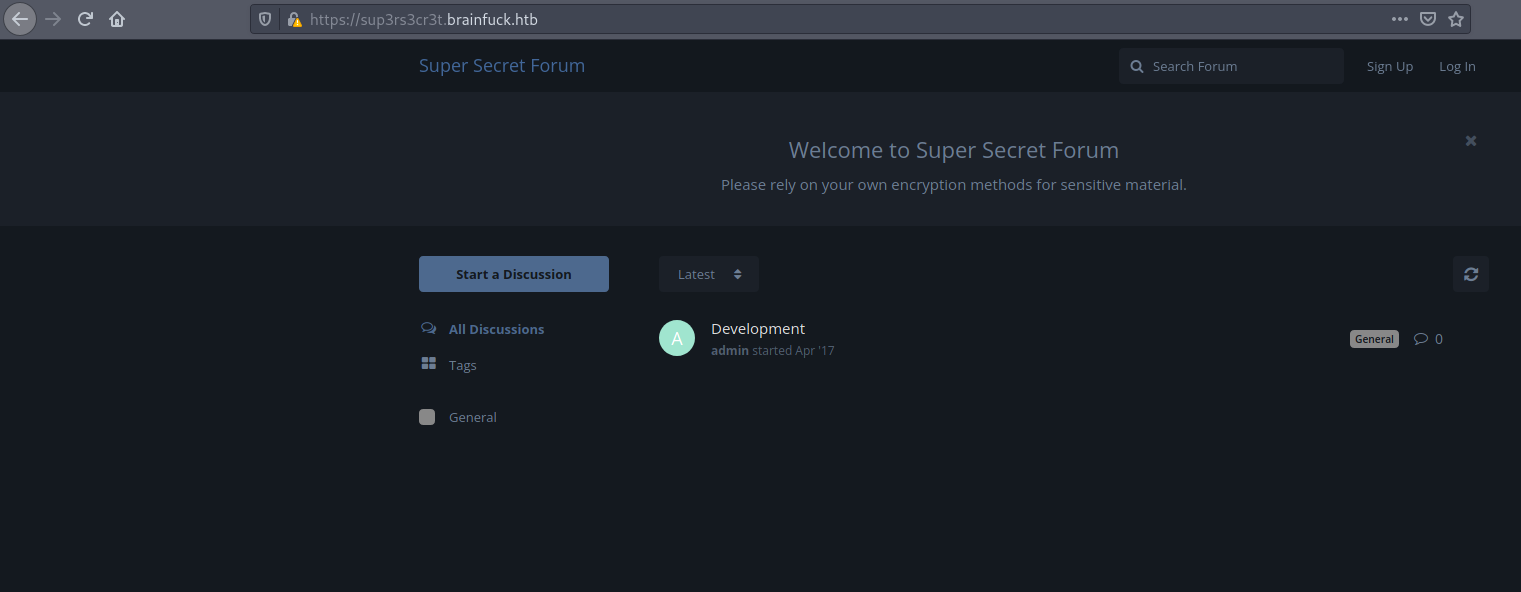 https://sup3rs3cr3t.brainfuck.htb
Super Secret Forum
Search Forum
Sign Up
Log In
Welcome to Super Secret Forum
Please rely on your own encryption methods for sensitive material.
Start a Discussion
Latest
All Discussions
Tags
General
A
Development
admin started Apr '17
General
0